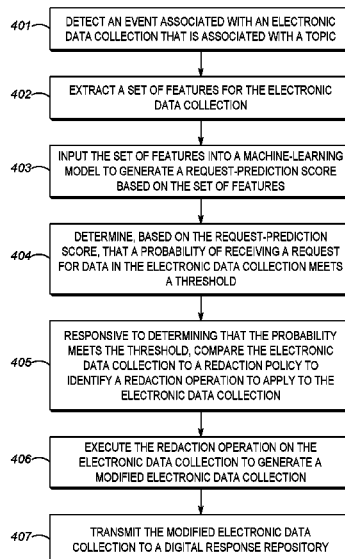 401
DETECT AN EVENT ASSOCIATED WITH AN ELECTRONIC
DATA COLLECTION THAT IS ASSOCIATED WITH A TOPIC
402
EXTRACT A SET OF FEATURES FOR THE ELECTRONIC
DATA COLLECTION
403
INPUT THE SET OF FEATURES INTO A MACHINE-LEARNING
MODEL TO GENERATE A REQUEST-PREDICTION SCORE
BASED ON THE SET OF FEATURES
404
DETERMINE, BASED ON THE REQUEST-PREDICTION
SCORE, THAT A PROBABILITY OF RECEIVING A REQUEST
FOR DATA IN THE ELECTRONIC DATA COLLECTION MEETS
A THRESHOLD
405
RESPONSIVE TO DETERMINING THAT THE PROBABILITY
MEETS THE THRESHOLD, COMPARE THE ELECTRONIC
DATA COLLECTION TO A REDACTION POLICY TO
IDENTIFY A REDACTION OPERATION TO APPLY TO THE
ELECTRONIC DATA COLLECTION
406
EXECUTE THE REDACTION OPERATION ON THE
ELECTRONIC DATA COLLECTION TO GENERATE A
MODIFIED ELECTRONIC DATA COLLECTION
407
TRANSMIT THE MODIFIED ELECTRONIC DATA
COLLECTION TO A DIGITAL RESPONSE REPOSITORY